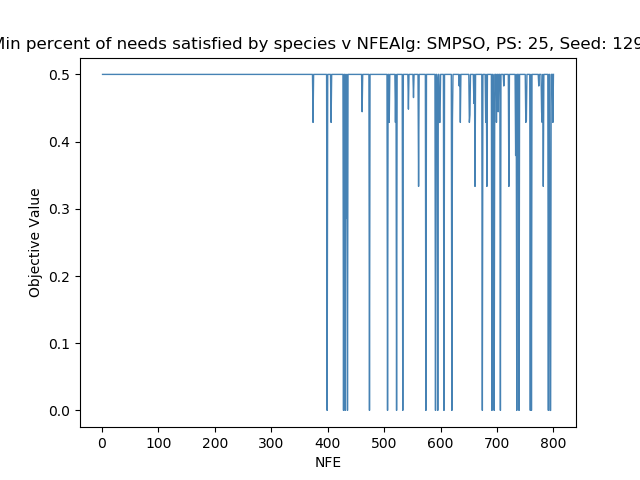 Min percent of needs satisfied by species v NFEAlg: SMPSO, PS: 25, Seed: 129
0.5
0.4
0.3
0.2
0.1
0.0
Objective Value
0 100 200 300 400 500 600 700 800
NFE